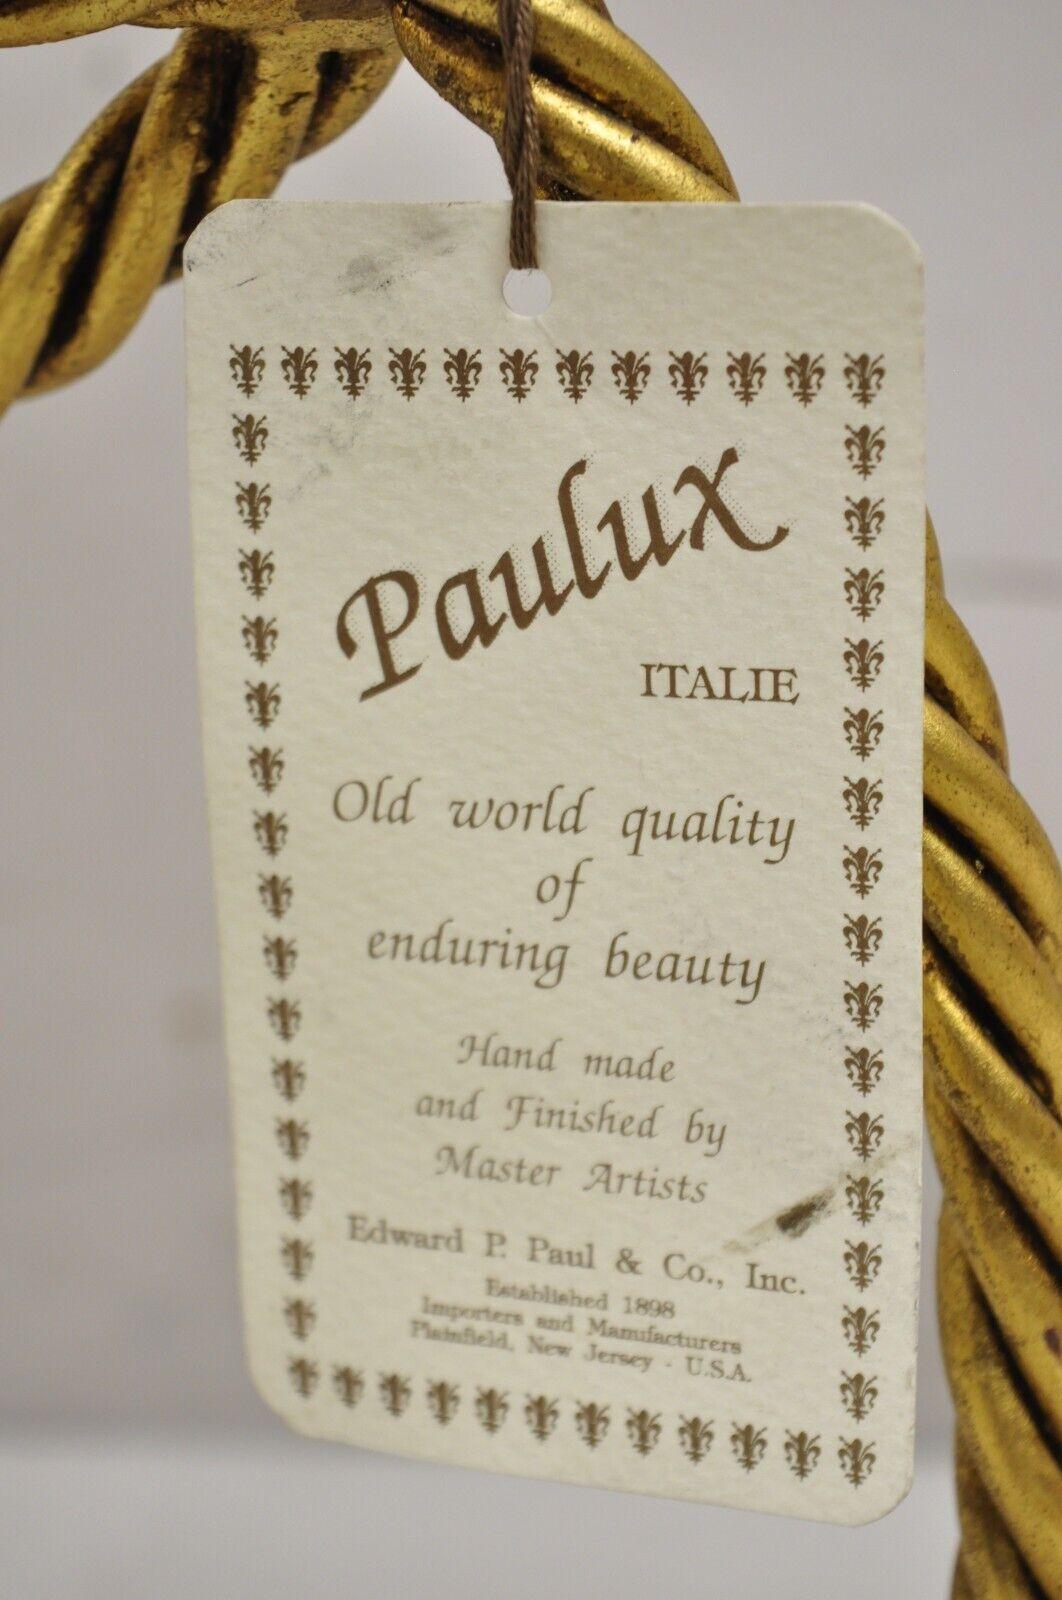 Paulux
ITALIE
Old world quality
of
enduring beauty
Hand made
and Finished by
Master Artists
Edward P. Paul & Co., Inc.
Established 1898
Importers and Manufacturers
Plainfield, New Jersey - U.S.A.